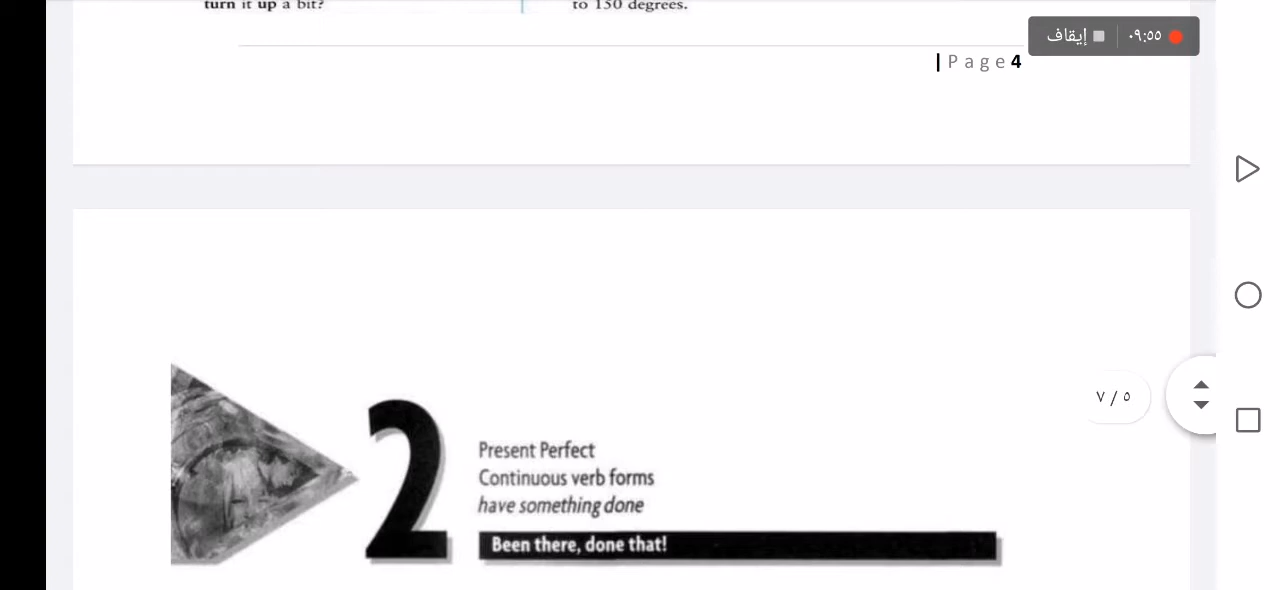 turn it up a bit?
to 150 degrees.
إيقاف ٠٩:٥٥
| P a g e 4
٧ / ٥
2
Present Perfect
Continuous verb forms
have something done
Been there, done that!